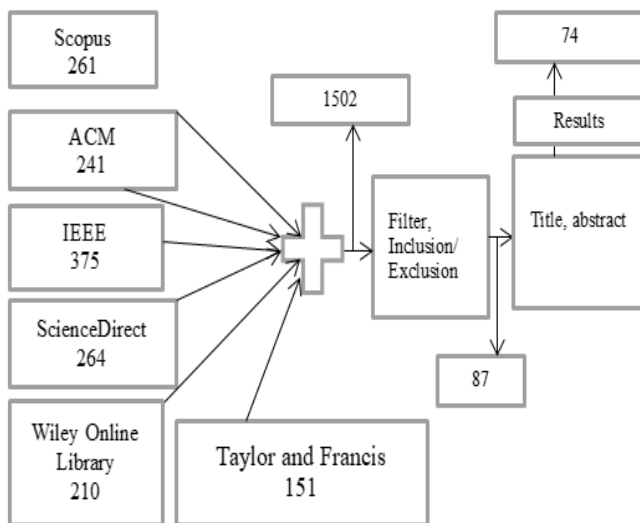 Scopus
261
ACM
241
IEEE
375
ScienceDirect
264
Wiley Online
Library
210
Taylor and Francis
151
1502
Filter,
Inclusion/
Exclusion
87
Title, abstract
Results
74